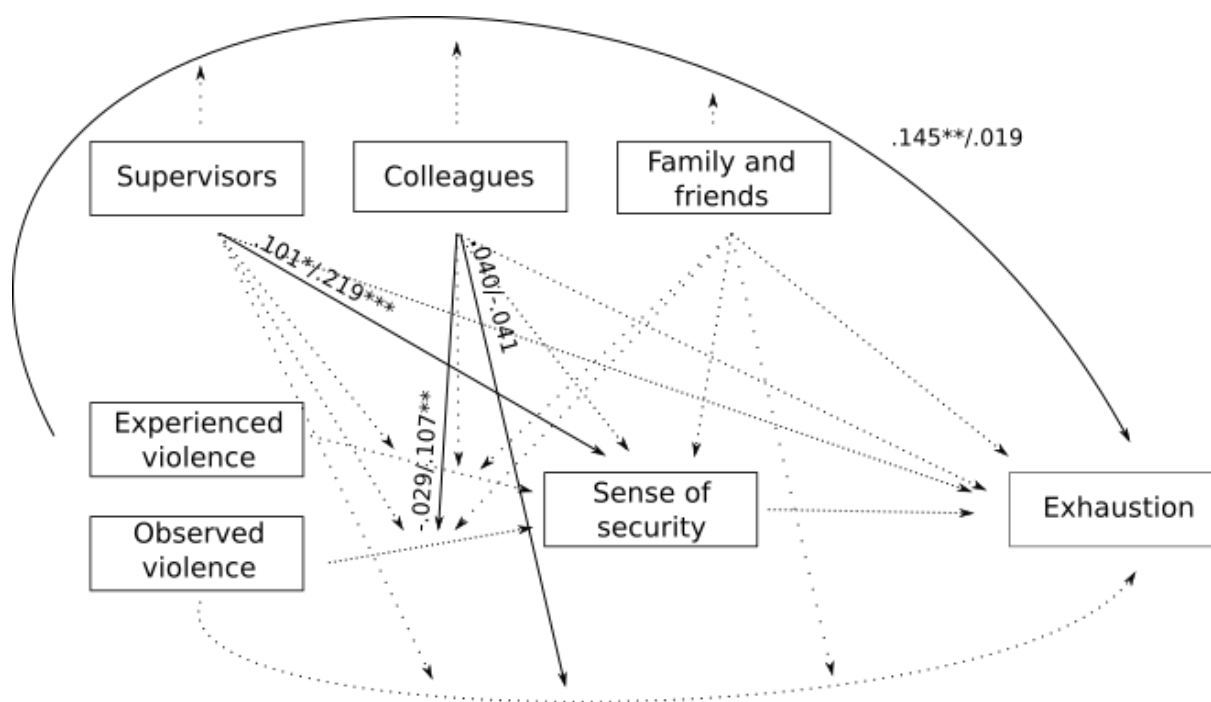 .145**/.019
Supervisors
Colleagues
Family and
friends
.101*/.219***
.040/-.041
-.029/.107**
Experienced
violence
Observed
violence
Sense of
security
Exhaustion